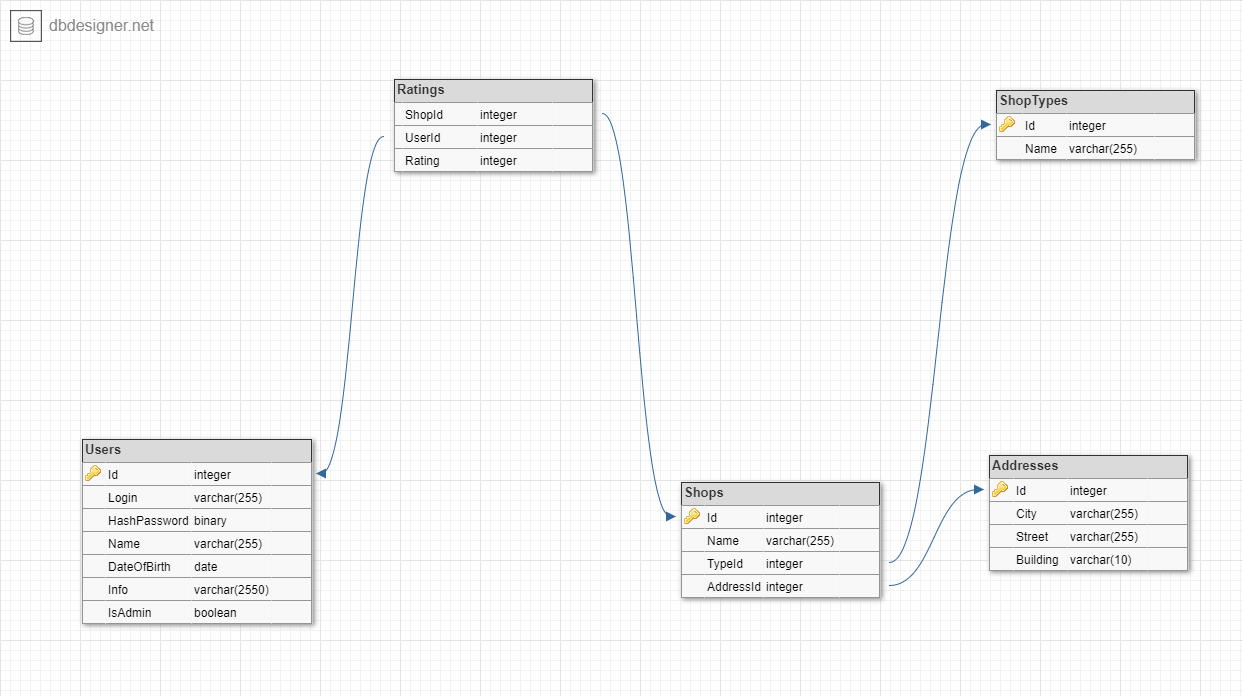 dbdesigner.net
Ratings
ShopId integer
UserId integer
Rating integer
ShopTypes
Id integer
Name varchar(255)
Users
Id integer
Login varchar(255)
HashPassword binary
Name varchar(255)
DateOfBirth date
Info varchar(2550)
IsAdmin boolean
Shops
Id integer
Name varchar(255)
TypeId integer
AddressId integer
Addresses
Id integer
City varchar(255)
Street varchar(255)
Building varchar(10)